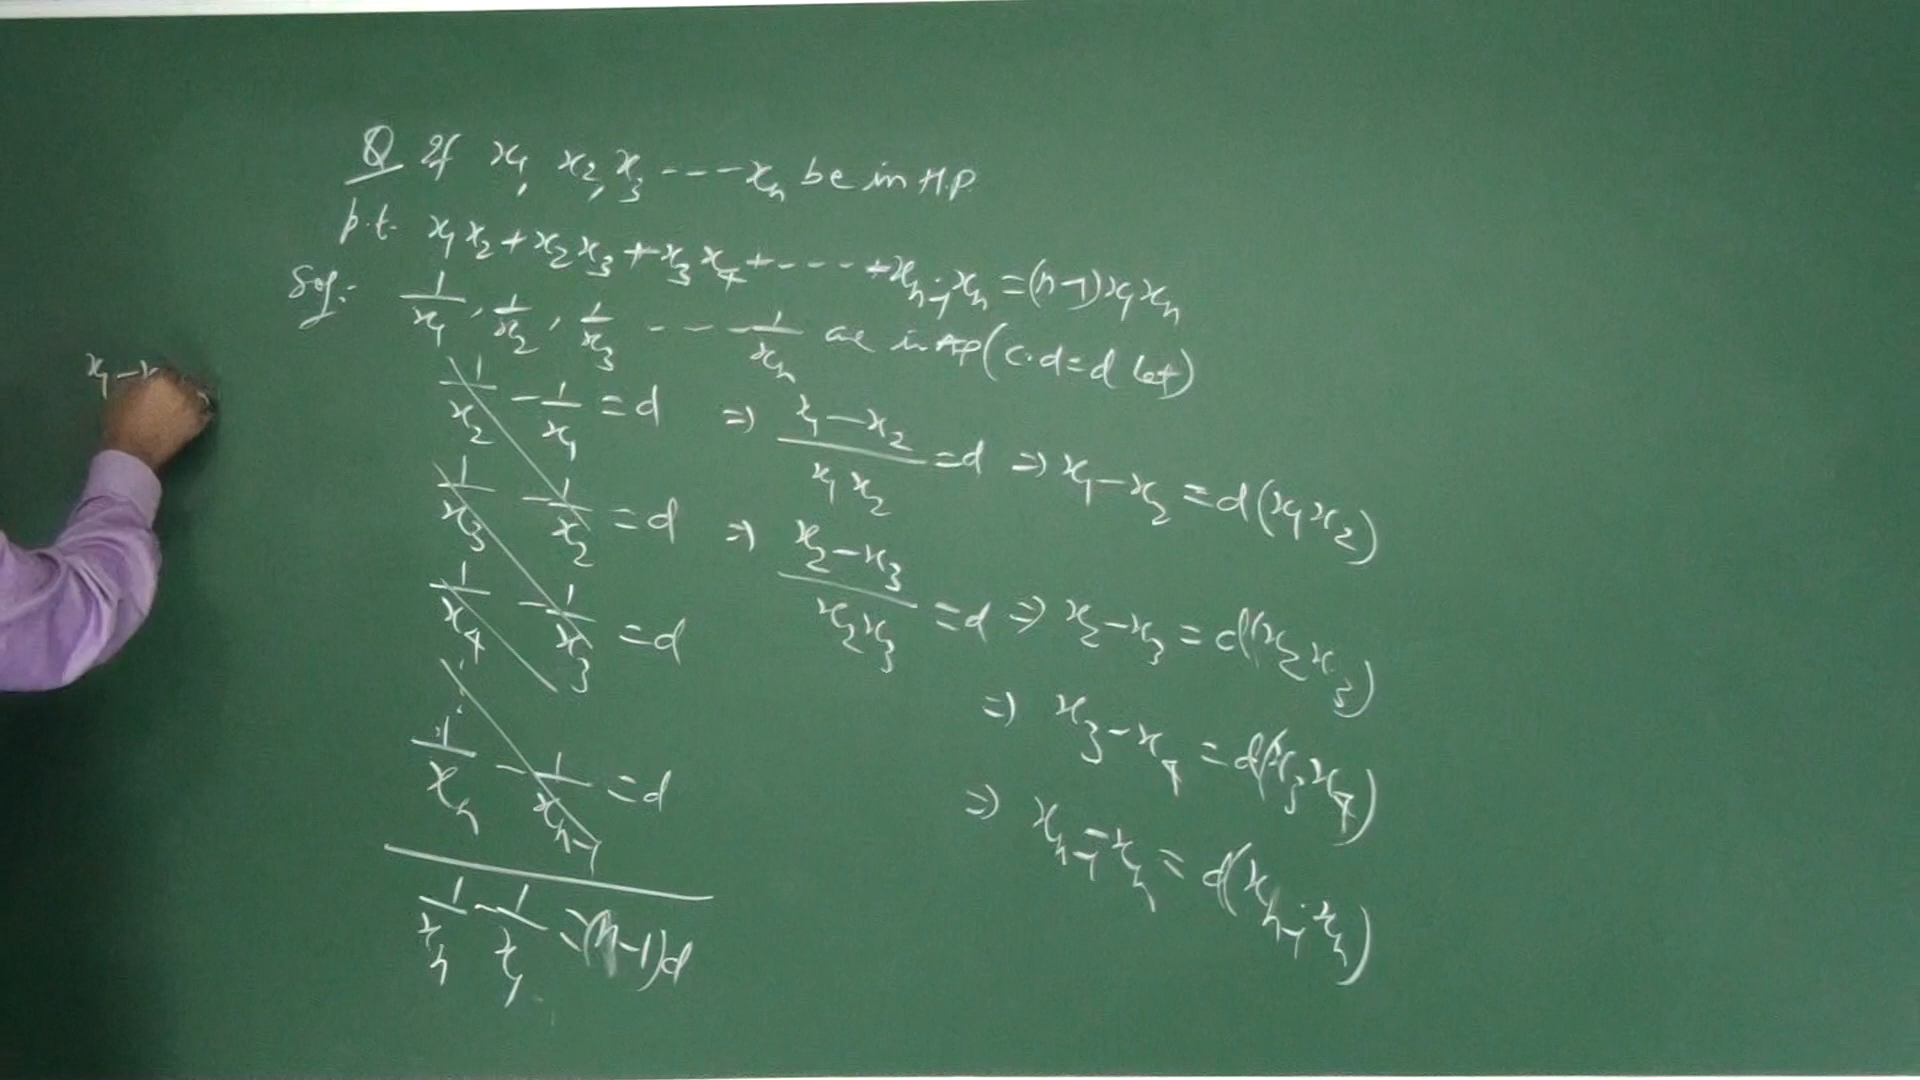 Q If x₁, x₂, x₃ ---- xₙ be in H.P.
p.t. x₁x₂ + x₂x₃ + x₃x₄ + ---- + xₙ₋₁xₙ = (n-1)x₁xₙ
Sol:- 1/x₁, 1/x₂, 1/x₃ ---- 1/xₙ are in AP (c.d = d let)
x₁ - x
1/x₂ - 1/x₁ = d ⇒ (x₁ - x₂)/(x₁x₂) = d ⇒ x₁ - x₂ = d(x₁x₂)
1/x₃ - 1/x₂ = d ⇒ (x₂ - x₃)/(x₂x₃) = d ⇒ x₂ - x₃ = d(x₂x₃)
1/x₄ - 1/x₃ = d ⇒ x₃ - x₄ = d(x₃x₄)
1/xₙ - 1/xₙ₋₁ = d ⇒ xₙ₋₁ - xₙ = d(xₙ₋₁·xₙ)
1/xₙ - 1/x₁ = (n-1)d